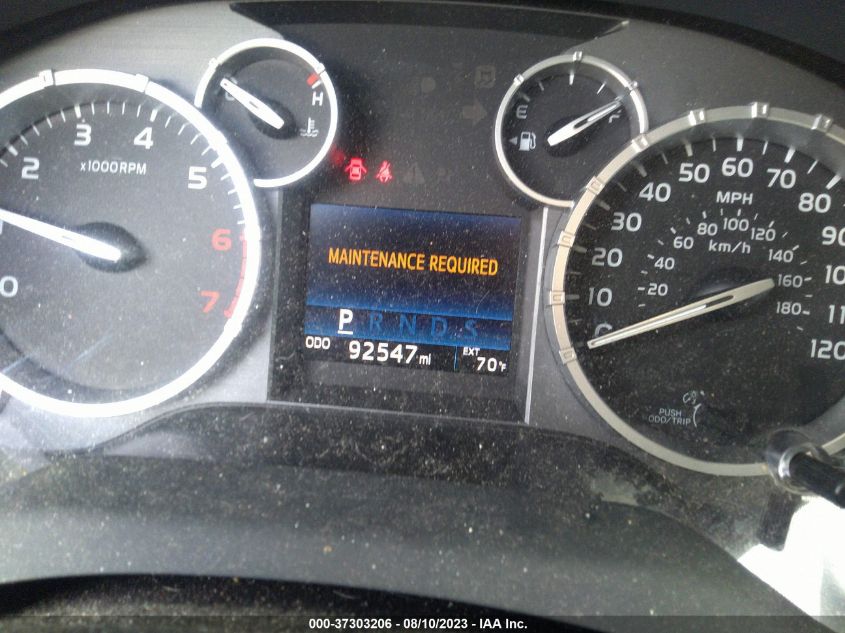 0
2
3
4
5
6
7
x1000RPM
H
E
F
MAINTENANCE REQUIRED
P R N D S
ODO 92547 mi
EXT 70°F
10
20
30
40
50
60
70
80
MPH
20
40
60
80
100
120
140
160
180
km/h
120
PUSH
ODO/TRIP
000-37303206 - 08/10/2023 - IAA Inc.